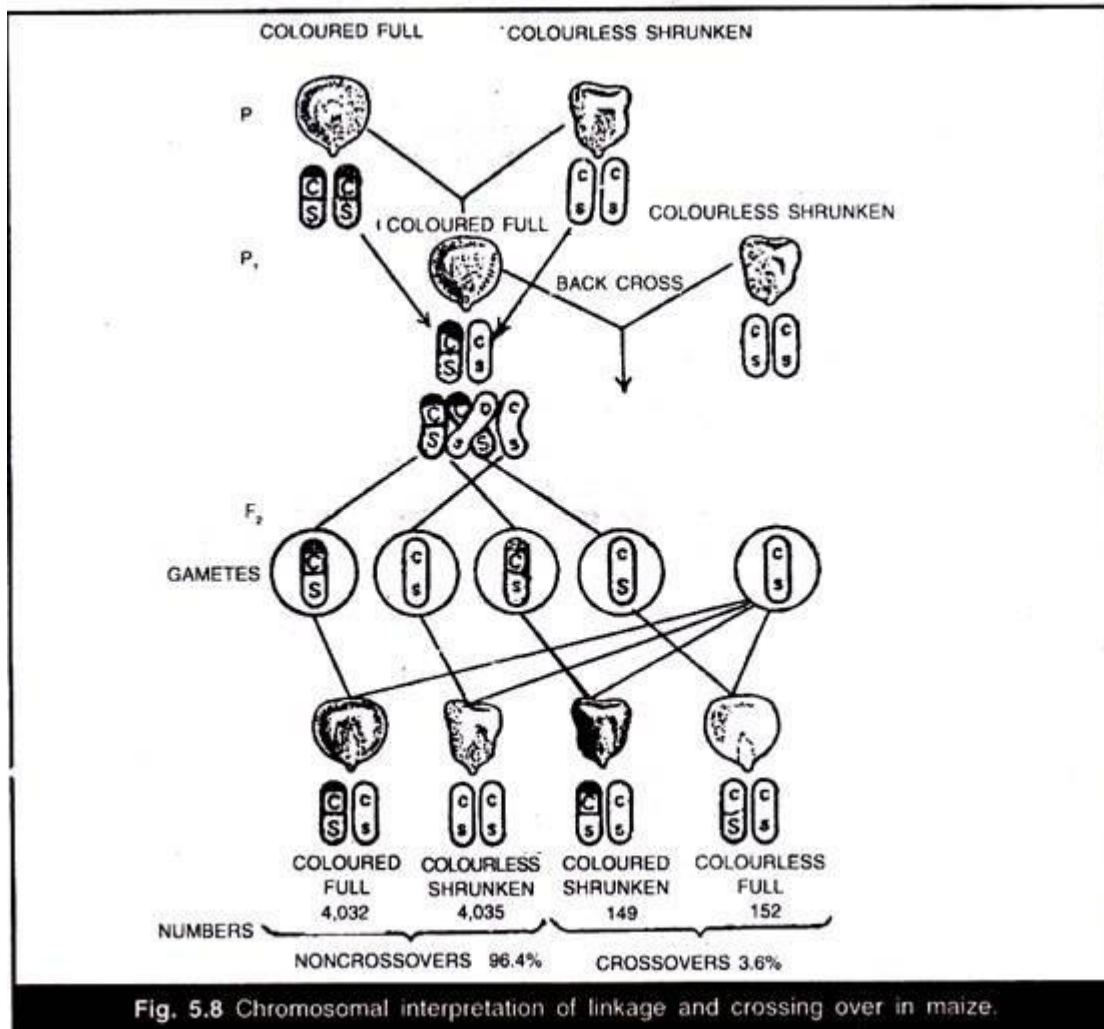 COLOURED FULL COLOURLESS SHRUNKEN
P
C C c c
S S s s
COLOURED FULL COLOURLESS SHRUNKEN
P₁
BACK CROSS
C c c c
S s s s
C C c
S s S s
F₂
GAMETES
C c C c c
S s s S s
C c c c C c c c
S s s s s s S s
COLOURED COLOURLESS COLOURED COLOURLESS
FULL SHRUNKEN SHRUNKEN FULL
4,032 4,035 149 152
NUMBERS
NONCROSSOVERS 96.4% CROSSOVERS 3.6%
Fig. 5.8 Chromosomal interpretation of linkage and crossing over in maize.